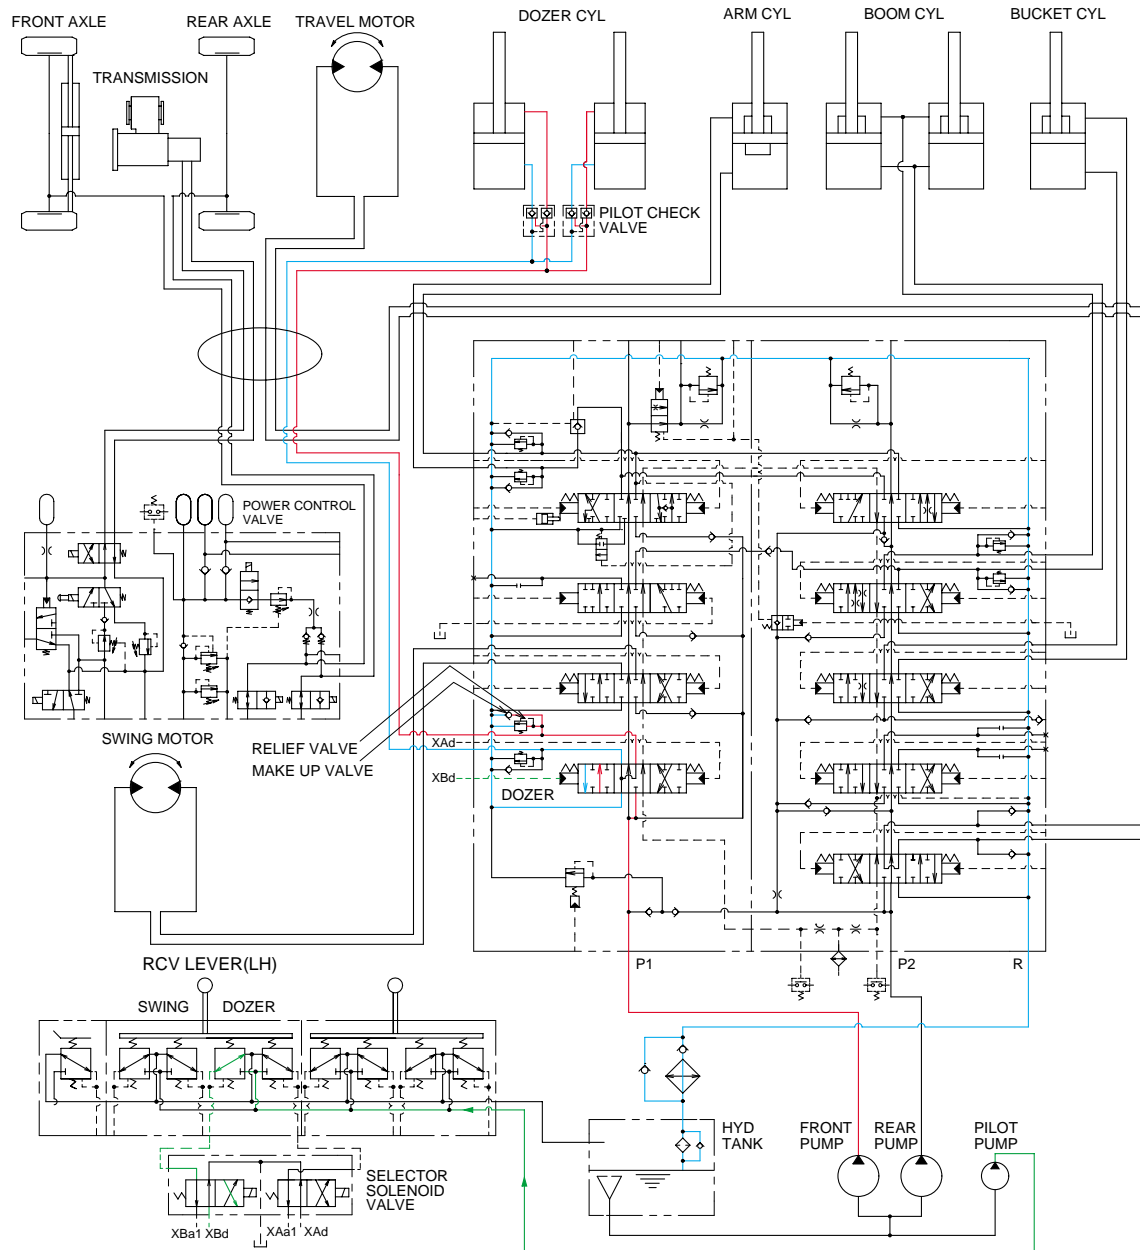 FRONT AXLE
REAR AXLE
TRAVEL MOTOR
DOZER CYL
ARM CYL
BOOM CYL
BUCKET CYL
TRANSMISSION
PILOT CHECK
VALVE
POWER CONTROL
VALVE
SWING MOTOR
RELIEF VALVE
MAKE UP VALVE
XAd
XBd
DOZER
P1
P2
R
RCV LEVER(LH)
SWING
DOZER
HYD
TANK
FRONT
PUMP
REAR
PUMP
PILOT
PUMP
SELECTOR
SOLENOID
VALVE
XBa1 XBd
XAa1 XAd